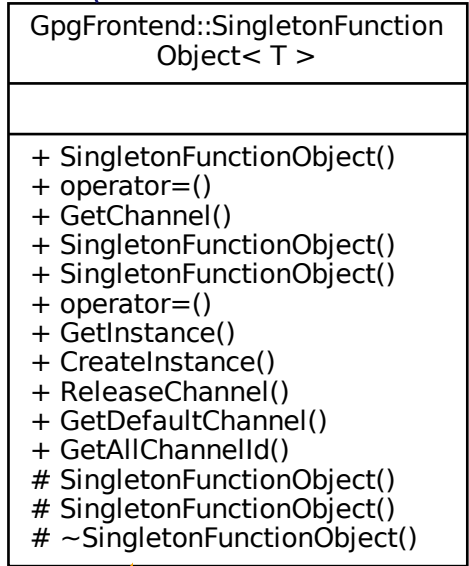 GpgFrontend::SingletonFunction
Object< T >
+ SingletonFunctionObject()
+ operator=()
+ GetChannel()
+ SingletonFunctionObject()
+ SingletonFunctionObject()
+ operator=()
+ GetInstance()
+ CreateInstance()
+ ReleaseChannel()
+ GetDefaultChannel()
+ GetAllChannelId()
# SingletonFunctionObject()
# SingletonFunctionObject()
# ~SingletonFunctionObject()